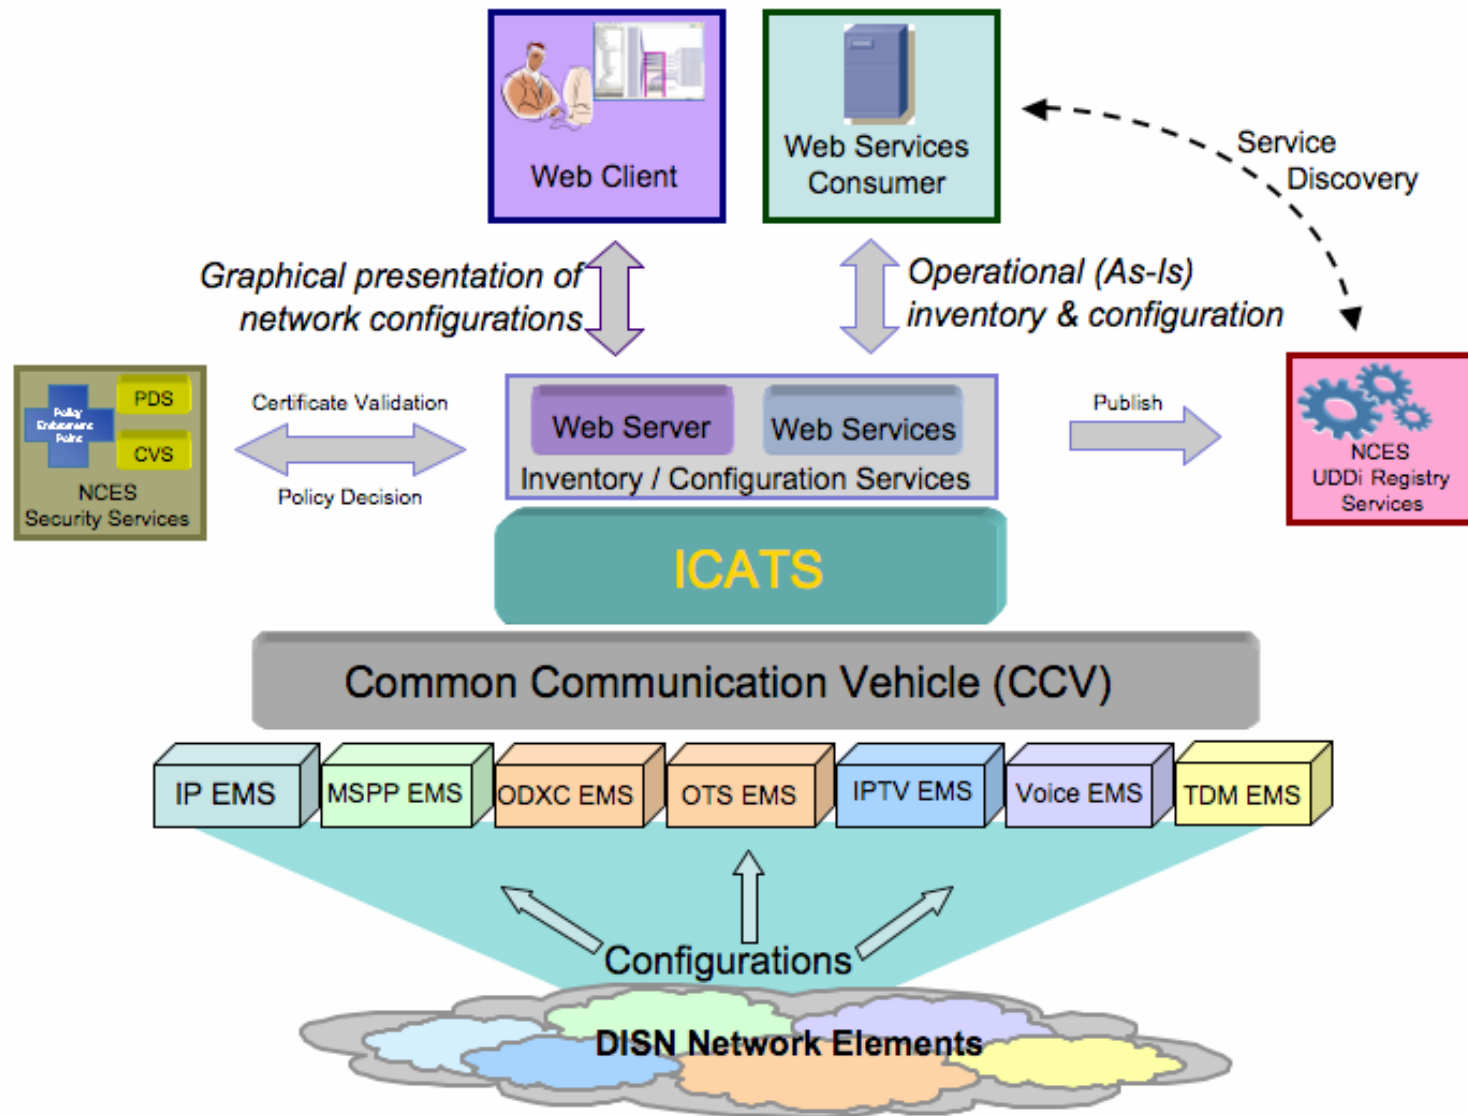 Web Client
Web Services
Consumer
Service
Discovery
Graphical presentation of
network configurations
Operational (As-Is)
inventory & configuration
Policy
Enforcement
Point
PDS
CVS
NCES
Security Services
Certificate Validation
Policy Decision
Web Server
Web Services
Inventory / Configuration Services
Publish
NCES
UDDi Registry
Services
ICATS
Common Communication Vehicle (CCV)
IP EMS
MSPP EMS
ODXC EMS
OTS EMS
IPTV EMS
Voice EMS
TDM EMS
Configurations
DISN Network Elements